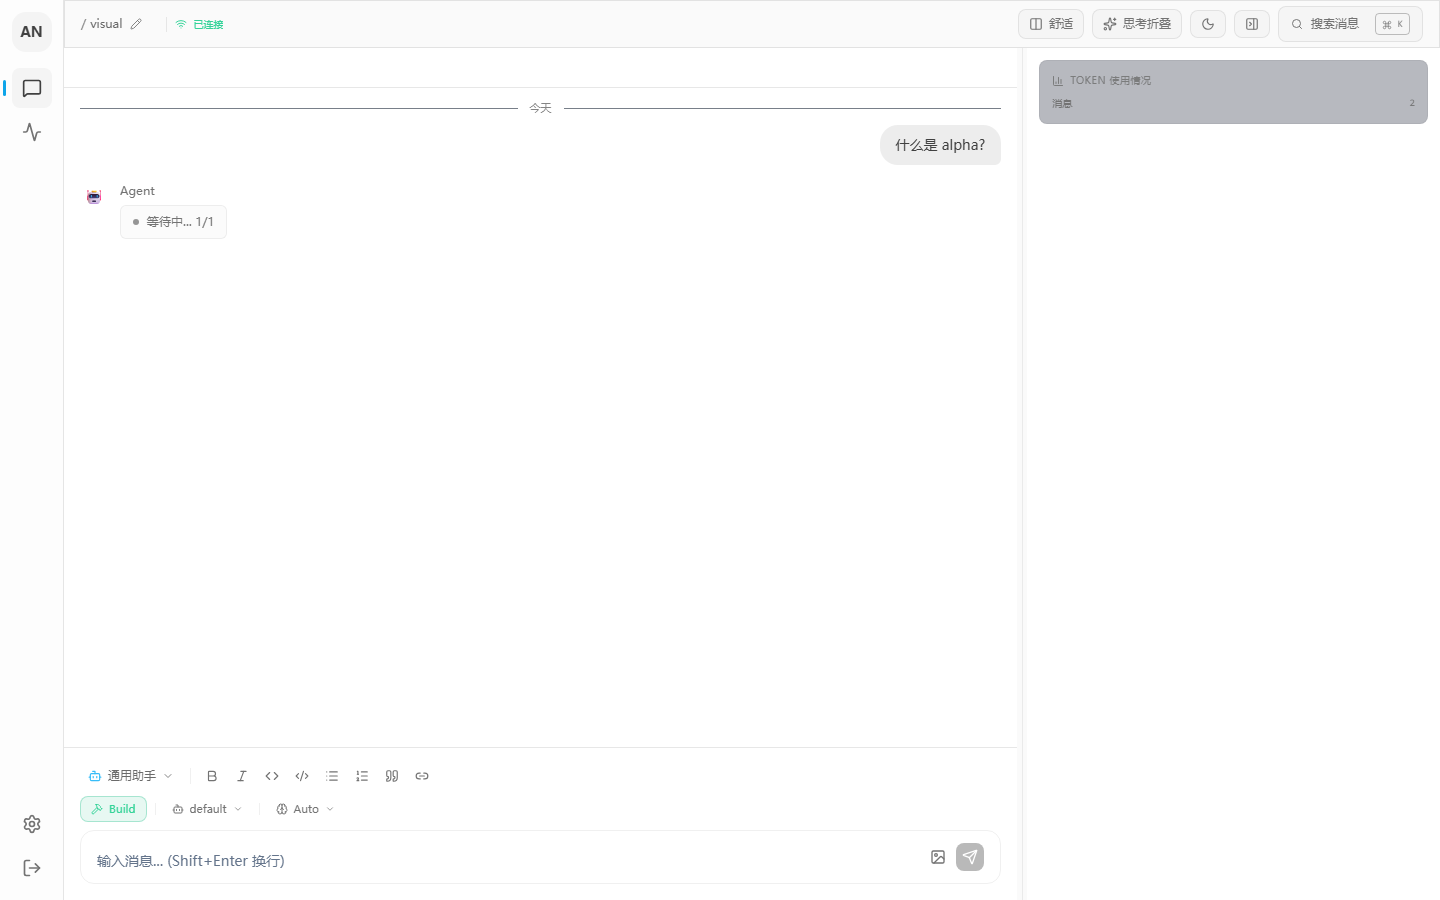 AN
/ visual
已连接
舒适
思考折叠
搜索消息
⌘ K
TOKEN 使用情况
消息
2
今天
什么是 alpha?
Agent
等待中... 1/1
通用助手
Build
default
Auto
输入消息... (Shift+Enter 换行)